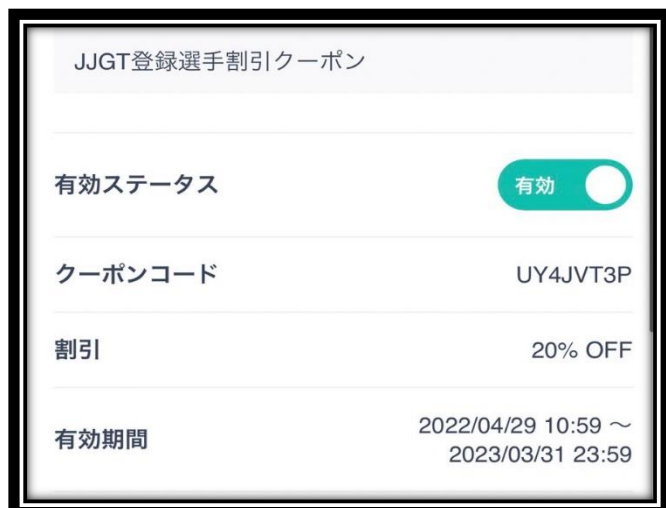 JJGT登録選手割引クーポン
有効ステータス 有効
クーポンコード UY4JVT3P
割引 20% OFF
有効期間 2022/04/29 10:59 ～
2023/03/31 23:59